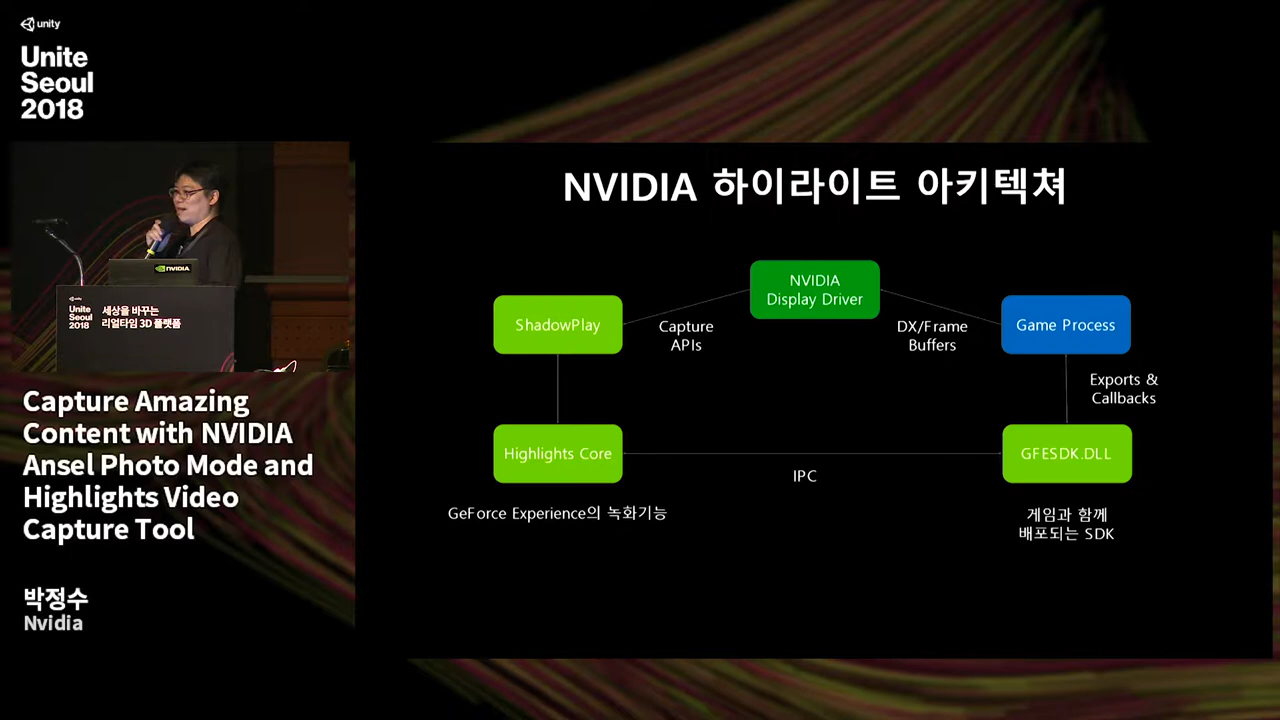 unity
Unite
Seoul
2018
NVIDIA
unity
Unite
Seoul
2018
세상을 바꾸는
리얼타임 3D 플랫폼
Capture Amazing
Content with NVIDIA
Ansel Photo Mode and
Highlights Video
Capture Tool
박정수
Nvidia
NVIDIA 하이라이트 아키텍쳐
NVIDIA
Display Driver
ShadowPlay
Capture
APIs
DX/Frame
Buffers
Game Process
Exports &
Callbacks
Highlights Core
IPC
GFESDK.DLL
GeForce Experience의 녹화기능
게임과 함께
배포되는 SDK